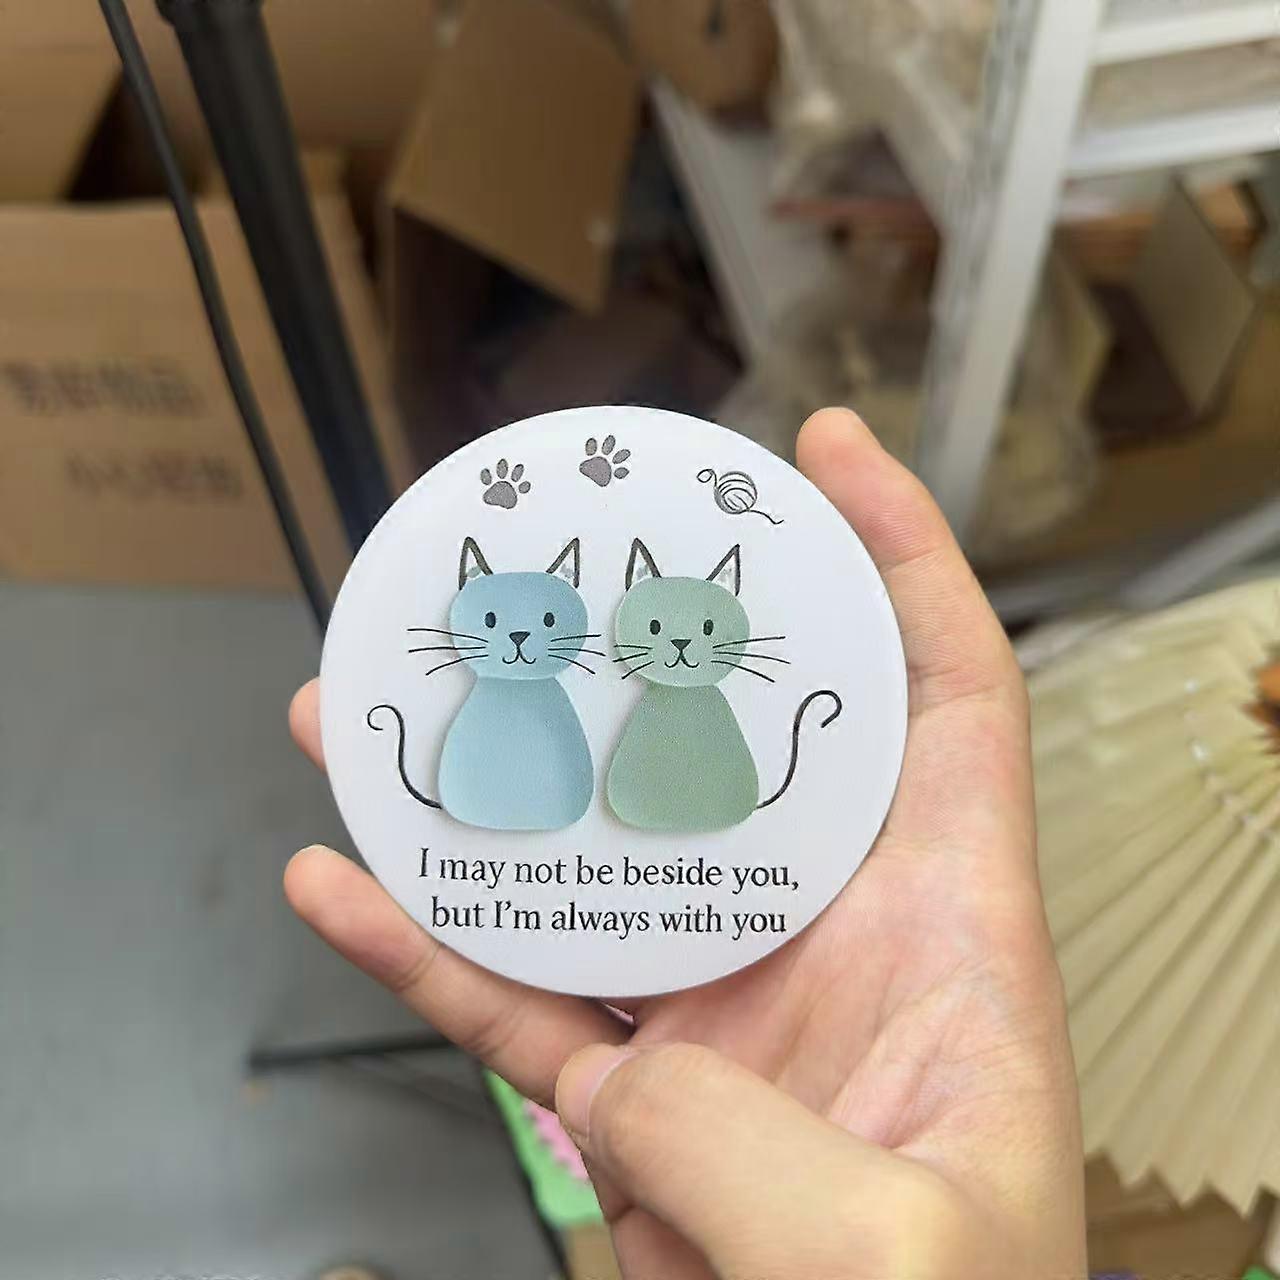 I may not be beside you,
but I'm always with you